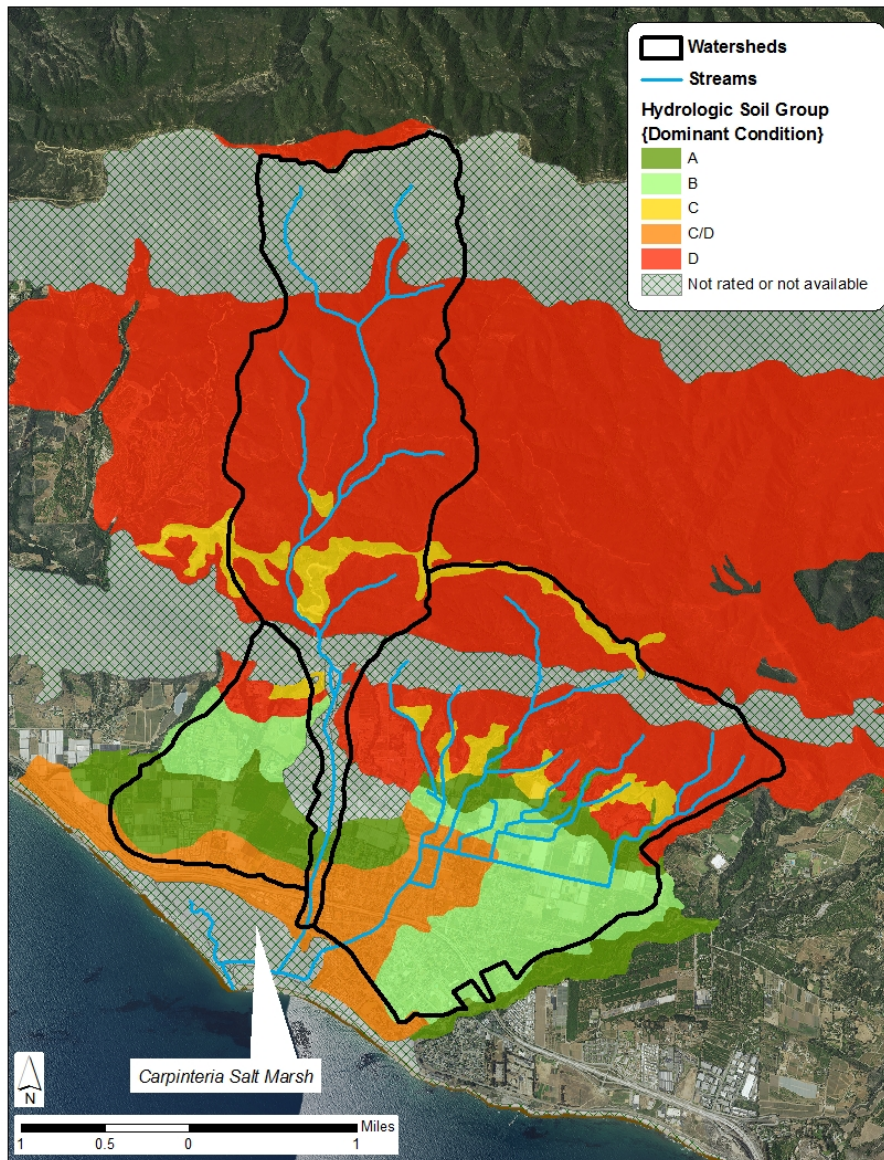 Watersheds
Streams
Hydrologic Soil Group
{Dominant Condition}
A
B
C
C/D
D
Not rated or not available
Carpinteria Salt Marsh
N
Miles
1 0.5 0 1